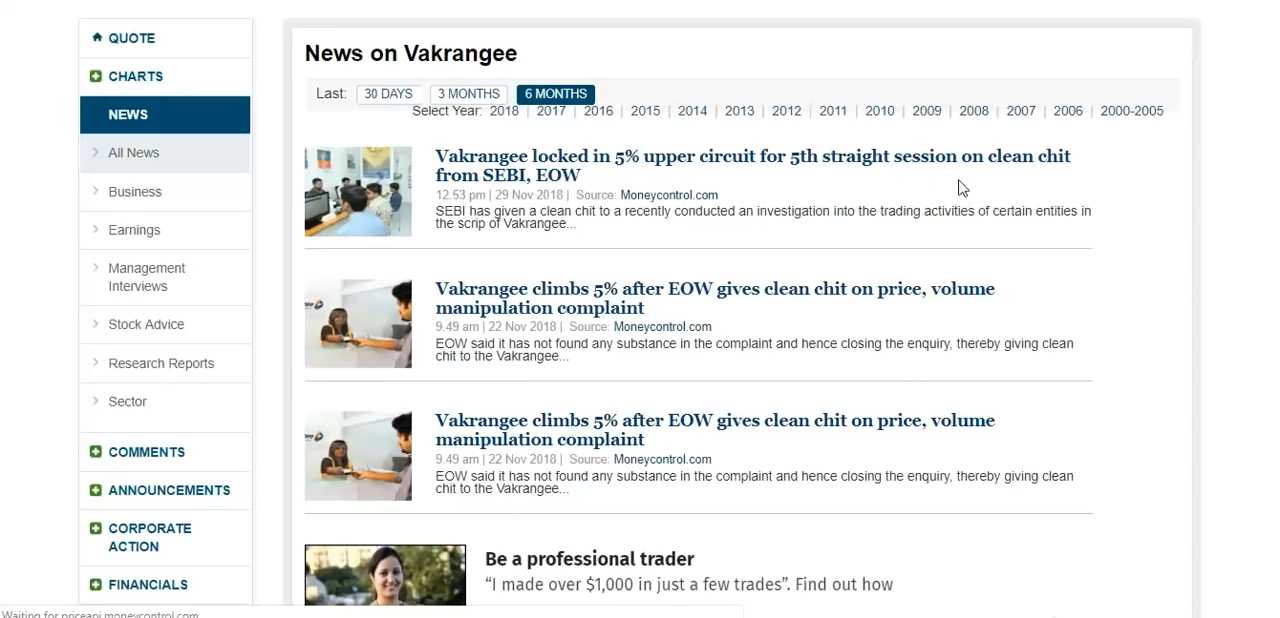 QUOTE
CHARTS
NEWS
All News
Business
Earnings
Management
Interviews
Stock Advice
Research Reports
Sector
COMMENTS
ANNOUNCEMENTS
CORPORATE
ACTION
FINANCIALS
News on Vakrangee
Last: 30 DAYS 3 MONTHS 6 MONTHS
Select Year: 2018 | 2017 | 2016 | 2015 | 2014 | 2013 | 2012 | 2011 | 2010 | 2009 | 2008 | 2007 | 2006 | 2000-2005
Vakrangee locked in 5% upper circuit for 5th straight session on clean chit
from SEBI, EOW
12.53 pm | 29 Nov 2018 | Source: Moneycontrol.com
SEBI has given a clean chit to a recently conducted an investigation into the trading activities of certain entities in
the scrip of Vakrangee...
Vakrangee climbs 5% after EOW gives clean chit on price, volume
manipulation complaint
9.49 am | 22 Nov 2018 | Source: Moneycontrol.com
EOW said it has not found any substance in the complaint and hence closing the enquiry, thereby giving clean
chit to the Vakrangee...
Vakrangee climbs 5% after EOW gives clean chit on price, volume
manipulation complaint
9.49 am | 22 Nov 2018 | Source: Moneycontrol.com
EOW said it has not found any substance in the complaint and hence closing the enquiry, thereby giving clean
chit to the Vakrangee...
Be a professional trader
“I made over $1,000 in just a few trades”. Find out how
Waiting for priceapi.moneycontrol.com